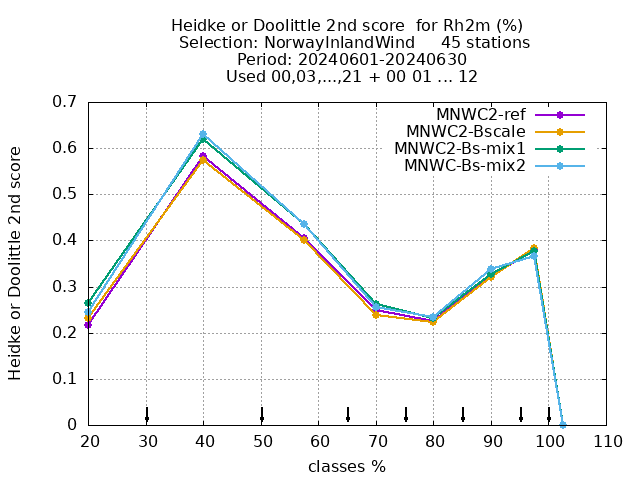 Heidke or Doolittle 2nd score  for Rh2m (%)
Selection: NorwayInlandWind     45 stations
Period: 20240601-20240630
Used 00,03,...,21 + 00 01 ... 12
MNWC2-ref
MNWC2-Bscale
MNWC2-Bs-mix1
MNWC-Bs-mix2
Heidke or Doolittle 2nd score
0.7
0.6
0.5
0.4
0.3
0.2
0.1
0
20 30 40 50 60 70 80 90 100 110
classes %